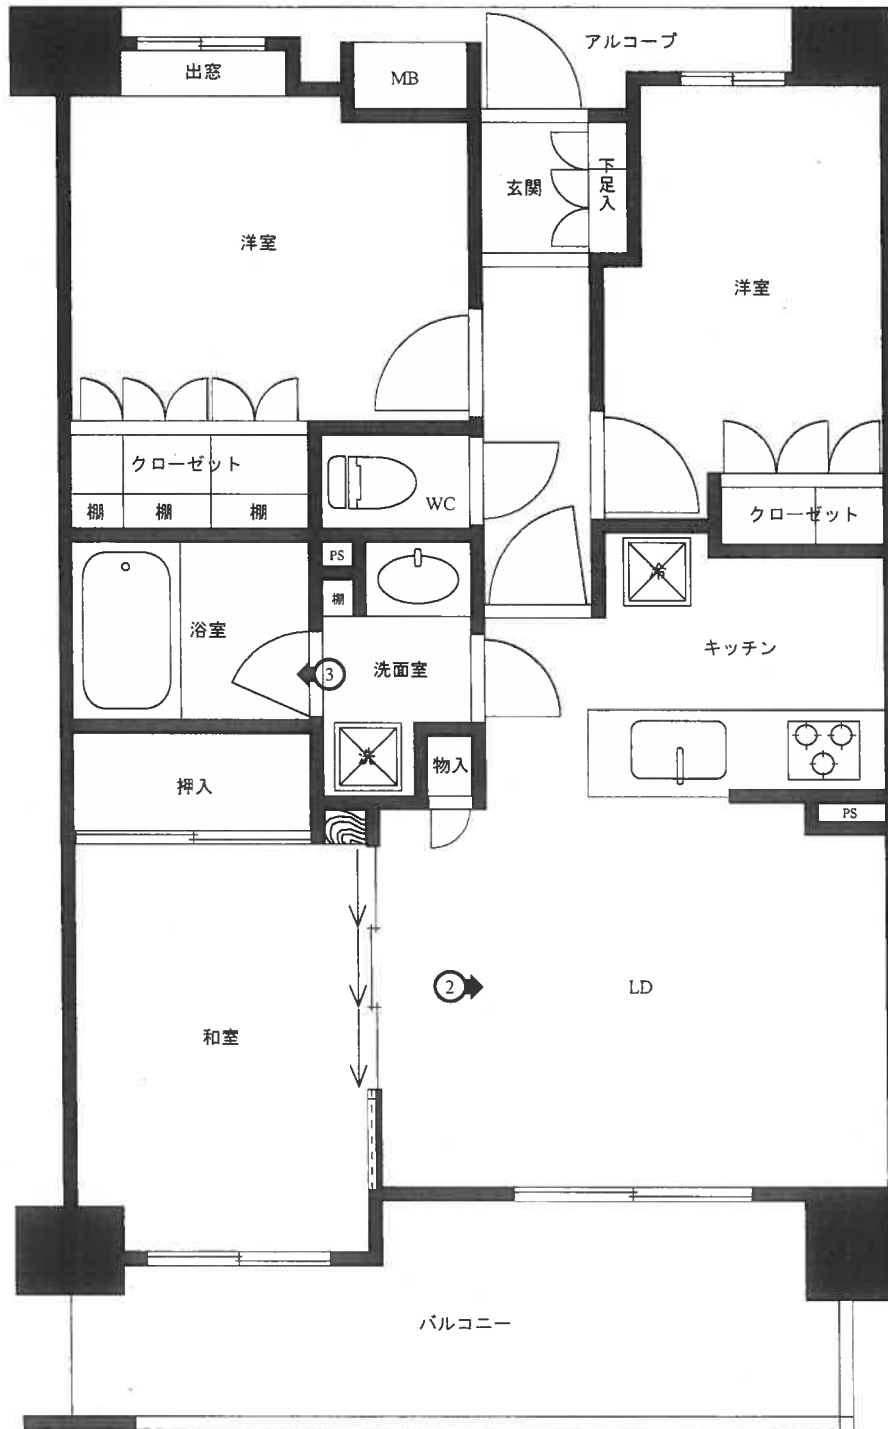 アルコーブ
出窓
MB
玄関
下足入
洋室
洋室
クローゼット
棚
棚
棚
WC
クローゼット
PS
冷
棚
浴室
キッチン
洗面室
3
洗
物入
押入
PS
2
LD
和室
バルコニー